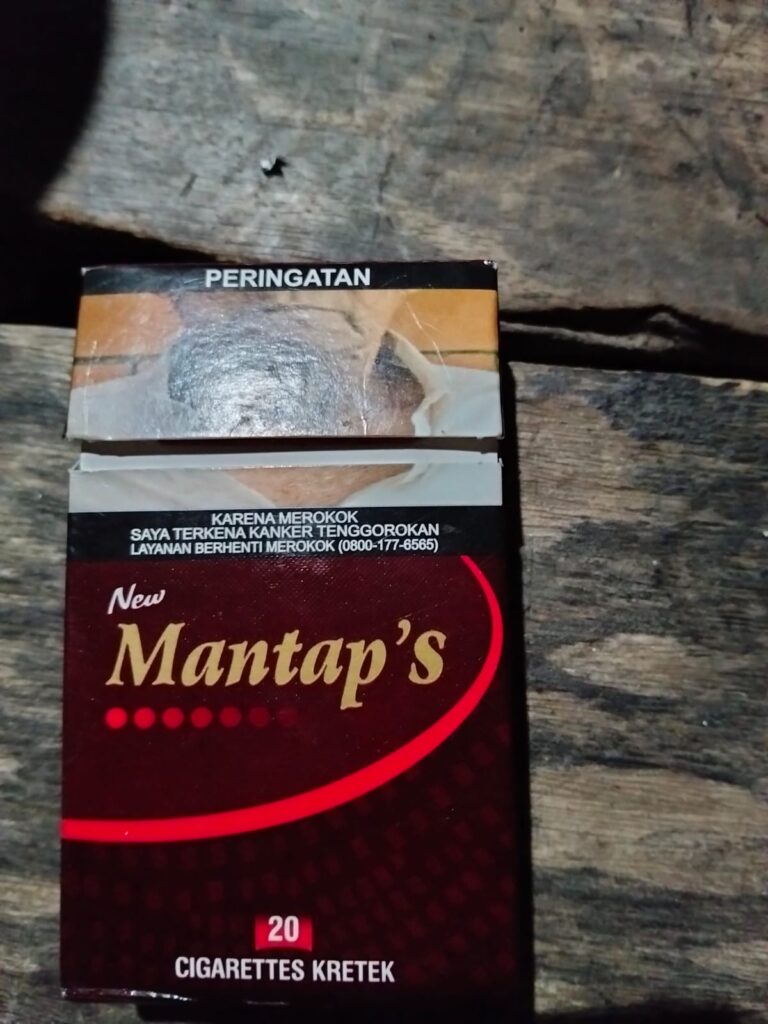 PERINGATAN
KARENA MEROKOK
SAYA TERKENA KANKER TENGGOROKAN
LAYANAN BERHENTI MEROKOK (0800-177-6565)
New
Mantap's
20
CIGARETTES KRETEK